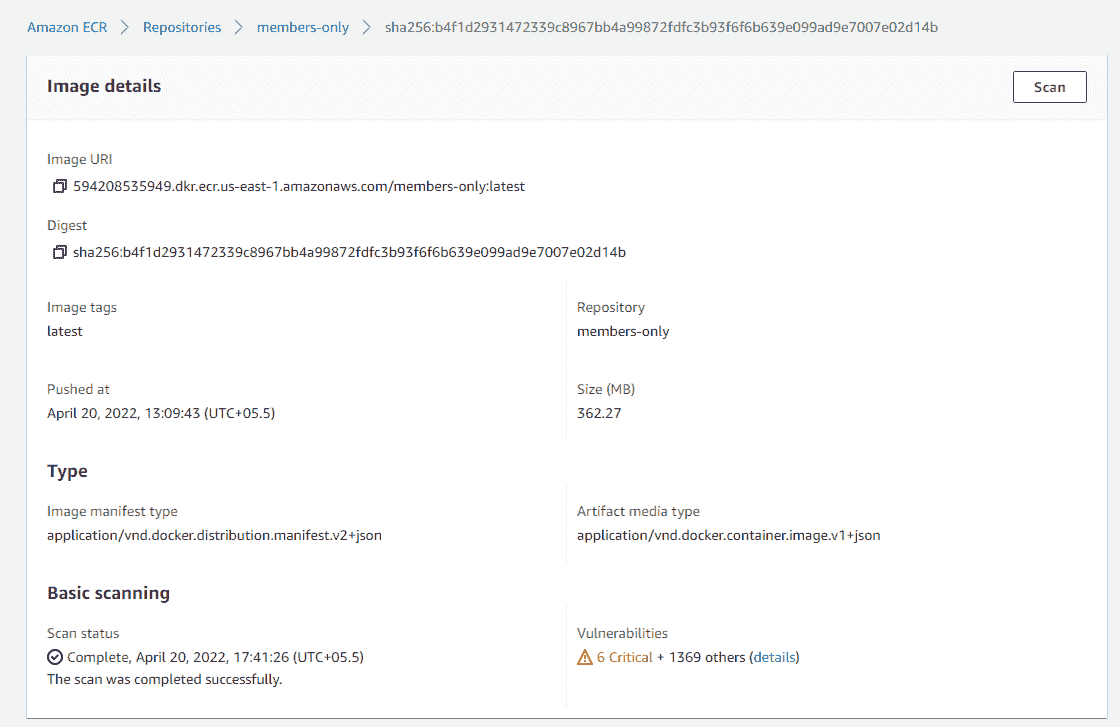 Amazon ECR > Repositories > members-only > sha256:b4f1d2931472339c8967bb4a99872fdfc3b93f6f6b639e099ad9e7007e02d14b
Image details
Scan
Image URI
594208535949.dkr.ecr.us-east-1.amazonaws.com/members-only:latest
Digest
sha256:b4f1d2931472339c8967bb4a99872fdfc3b93f6f6b639e099ad9e7007e02d14b
Image tags
latest
Repository
members-only
Pushed at
April 20, 2022, 13:09:43 (UTC+05.5)
Size (MB)
362.27
Type
Image manifest type
application/vnd.docker.distribution.manifest.v2+json
Artifact media type
application/vnd.docker.container.image.v1+json
Basic scanning
Scan status
Complete, April 20, 2022, 17:41:26 (UTC+05.5)
The scan was completed successfully.
Vulnerabilities
6 Critical + 1369 others (details)